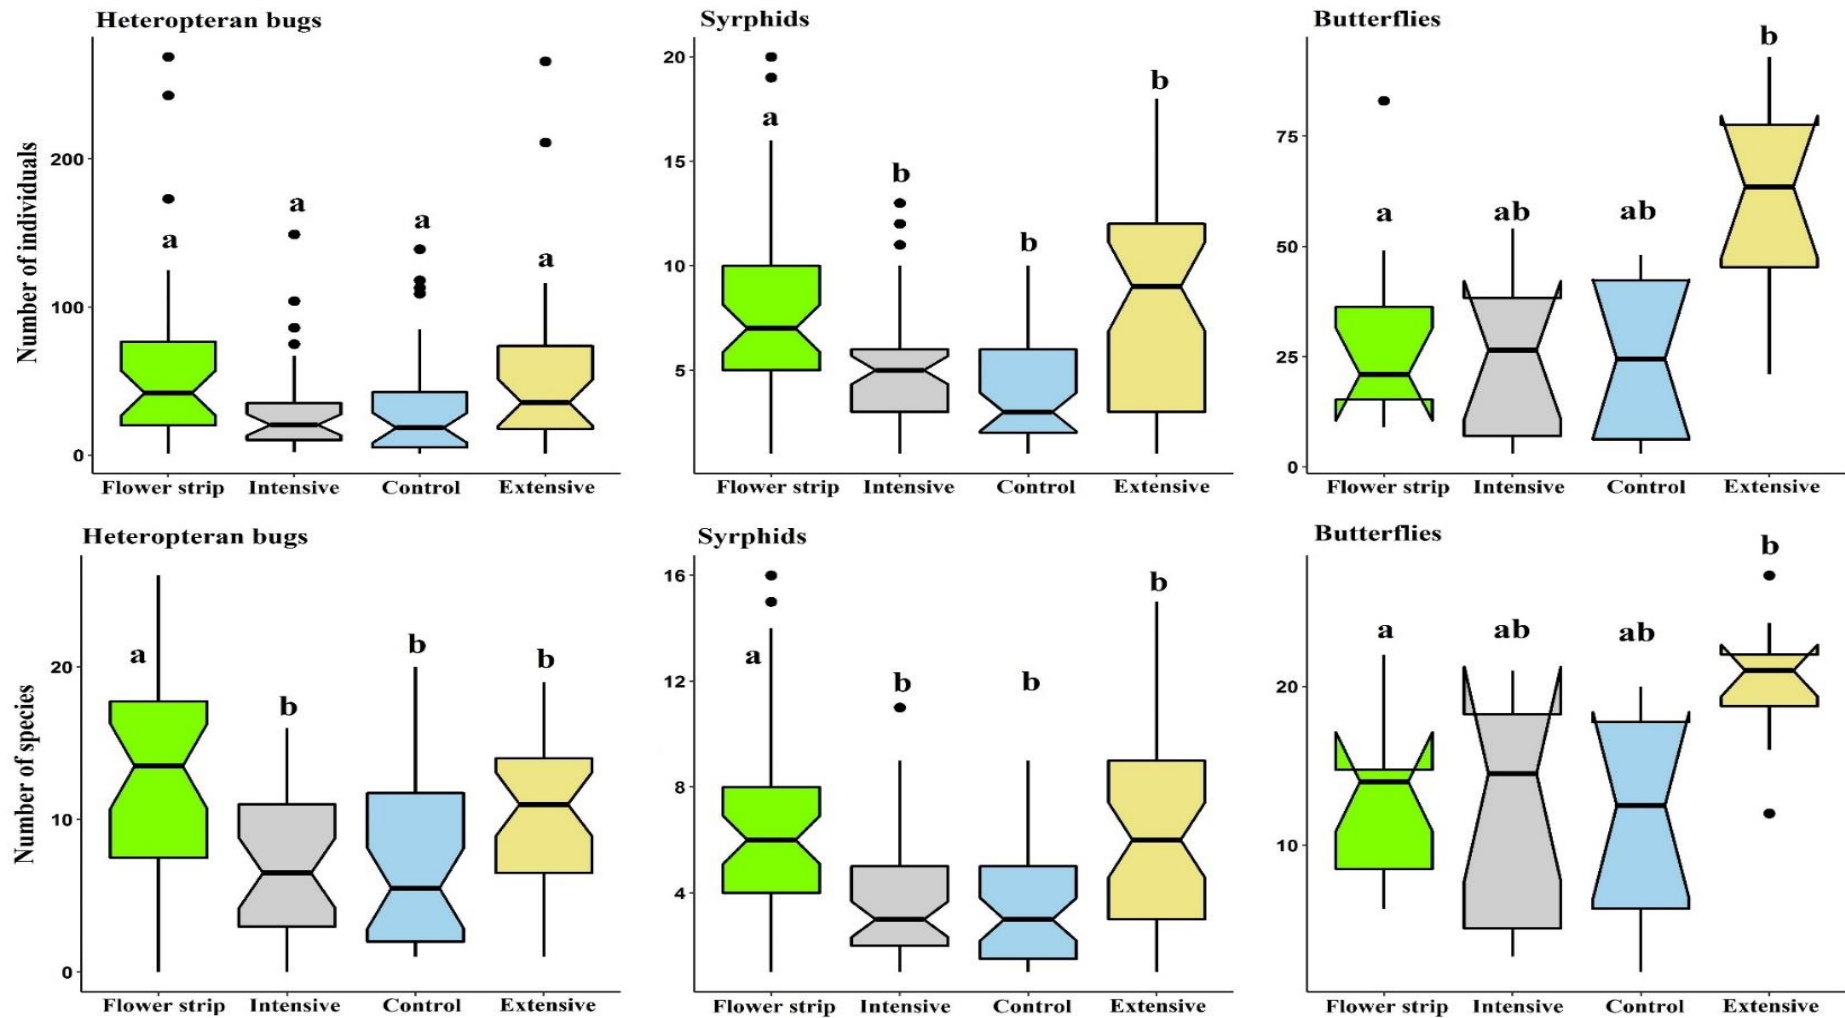 Heteropteran bugs
Number of individuals
200
100
0
a
a
a
a
Flower strip Intensive Control Extensive
Syrphids
20
15
10
5
a
b
b
b
Flower strip Intensive Control Extensive
Butterflies
75
50
25
0
a
ab
ab
b
Flower strip Intensive Control Extensive
Heteropteran bugs
Number of species
20
10
0
a
b
b
b
Flower strip Intensive Control Extensive
Syrphids
16
12
8
4
a
b
b
b
Flower strip Intensive Control Extensive
Butterflies
20
10
a
ab
ab
b
Flower strip Intensive Control Extensive